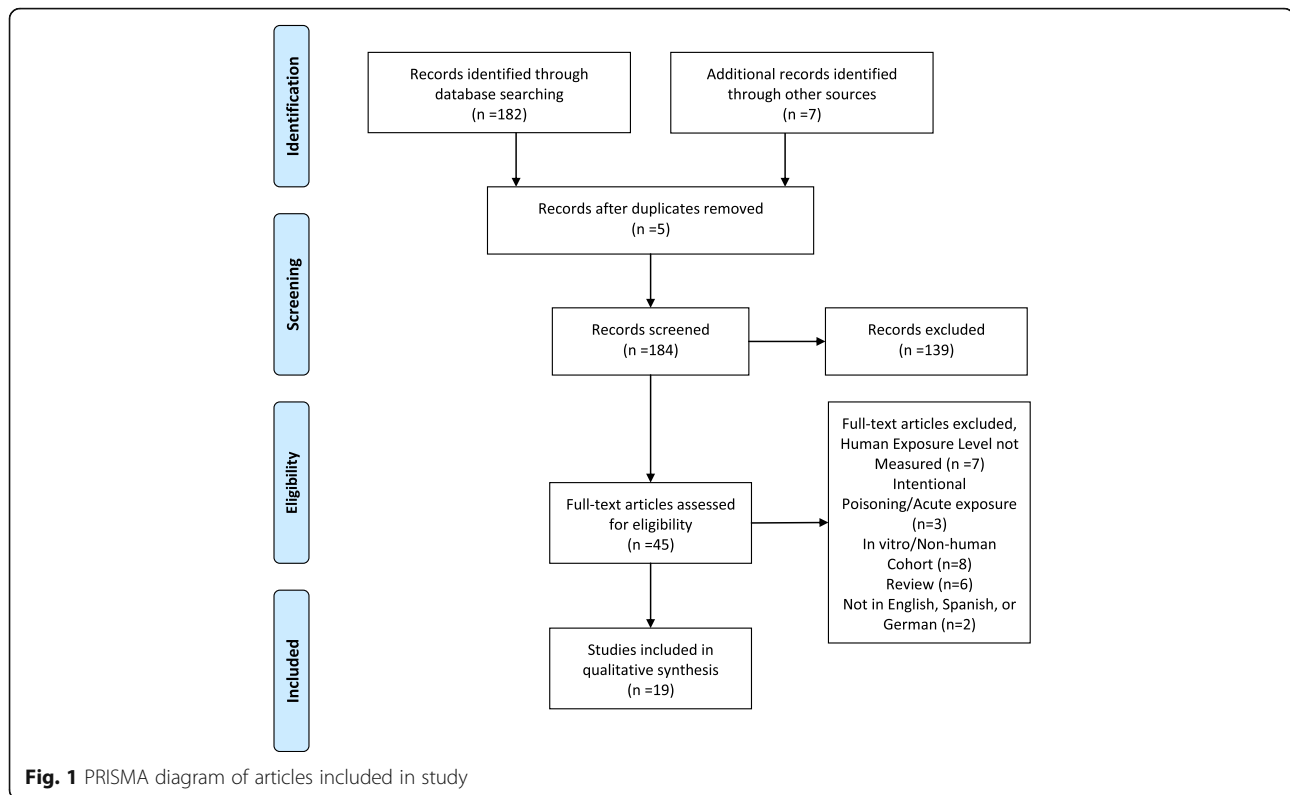 Identification
Records identified through
database searching
(n =182)
Additional records identified
through other sources
(n =7)
Screening
Records after duplicates removed
(n =5)
Records screened
(n =184)
Records excluded
(n =139)
Eligibility
Full-text articles assessed
for eligibility
(n =45)
Full-text articles excluded,
Human Exposure Level not
Measured (n =7)
Intentional
Poisoning/Acute exposure
(n=3)
In vitro/Non-human
Cohort (n=8)
Review (n=6)
Not in English, Spanish, or
German (n=2)
Included
Studies included in
qualitative synthesis
(n =19)
Fig. 1 PRISMA diagram of articles included in study